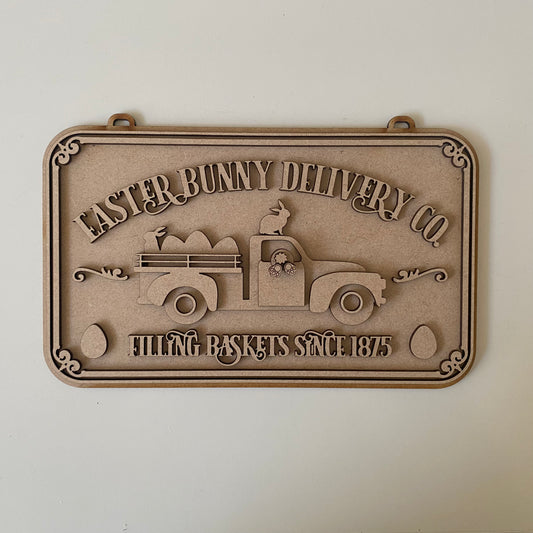 EASTER BUNNY DELIVERY CO.
FILLING BASKETS SINCE 1875